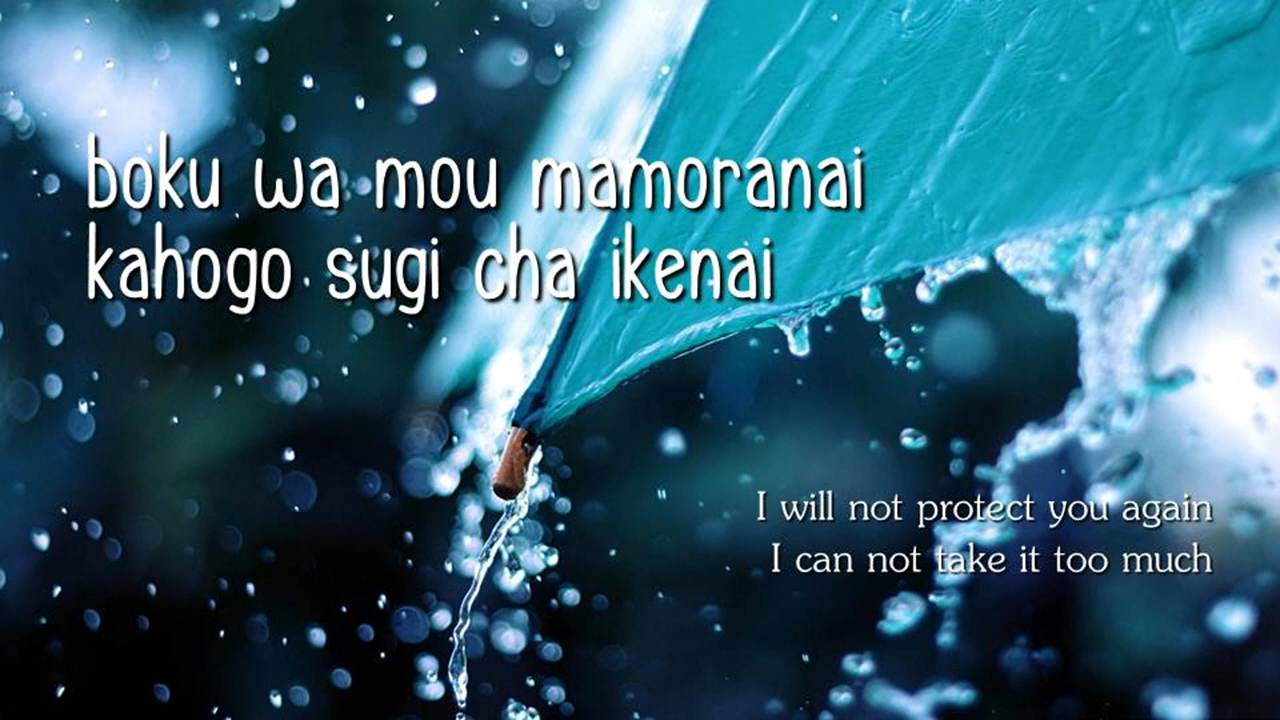 boku wa mou mamoranai
kahogo sugi cha ikenai
I will not protect you again
I can not take it too much